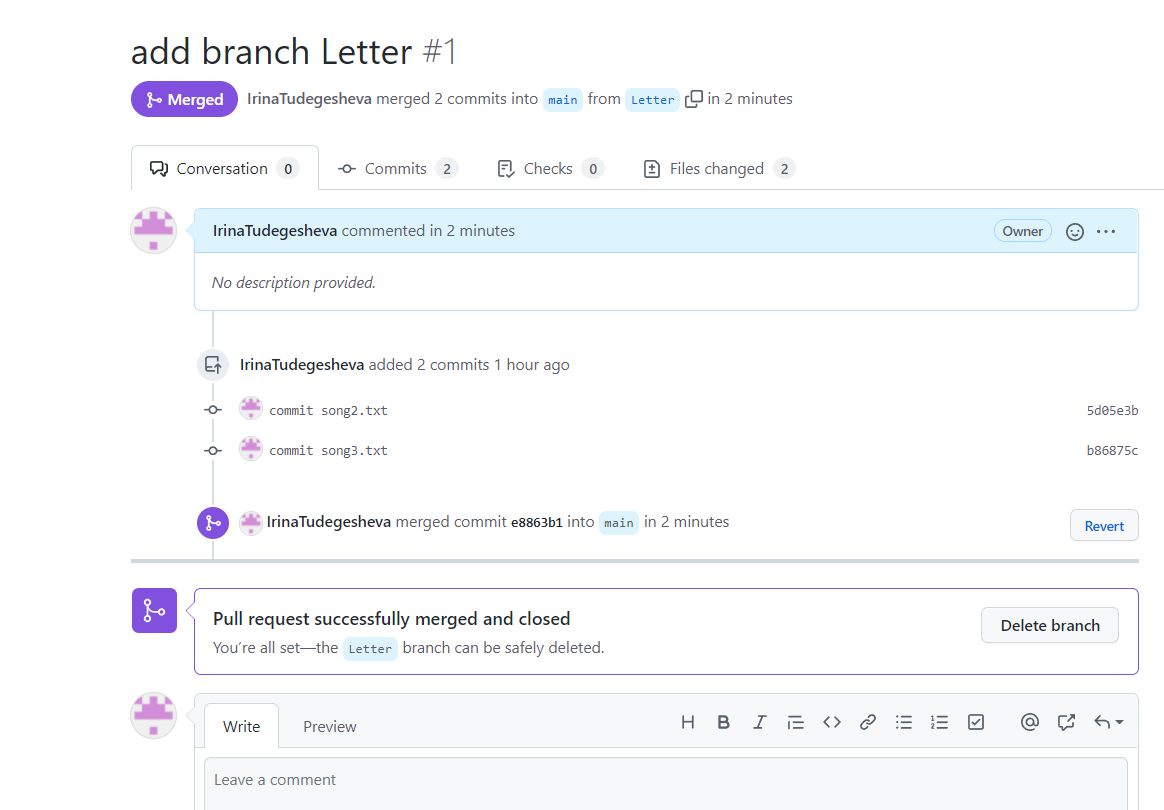 add branch Letter #1
Merged IrinaTudegesheva merged 2 commits into main from Letter in 2 minutes
Conversation 0 Commits 2 Checks 0 Files changed 2
IrinaTudegesheva commented in 2 minutes Owner
No description provided.
IrinaTudegesheva added 2 commits 1 hour ago
commit song2.txt 5d05e3b
commit song3.txt b86875c
IrinaTudegesheva merged commit e8863b1 into main in 2 minutes Revert
Pull request successfully merged and closed
You're all set—the Letter branch can be safely deleted. Delete branch
Write Preview
Leave a comment